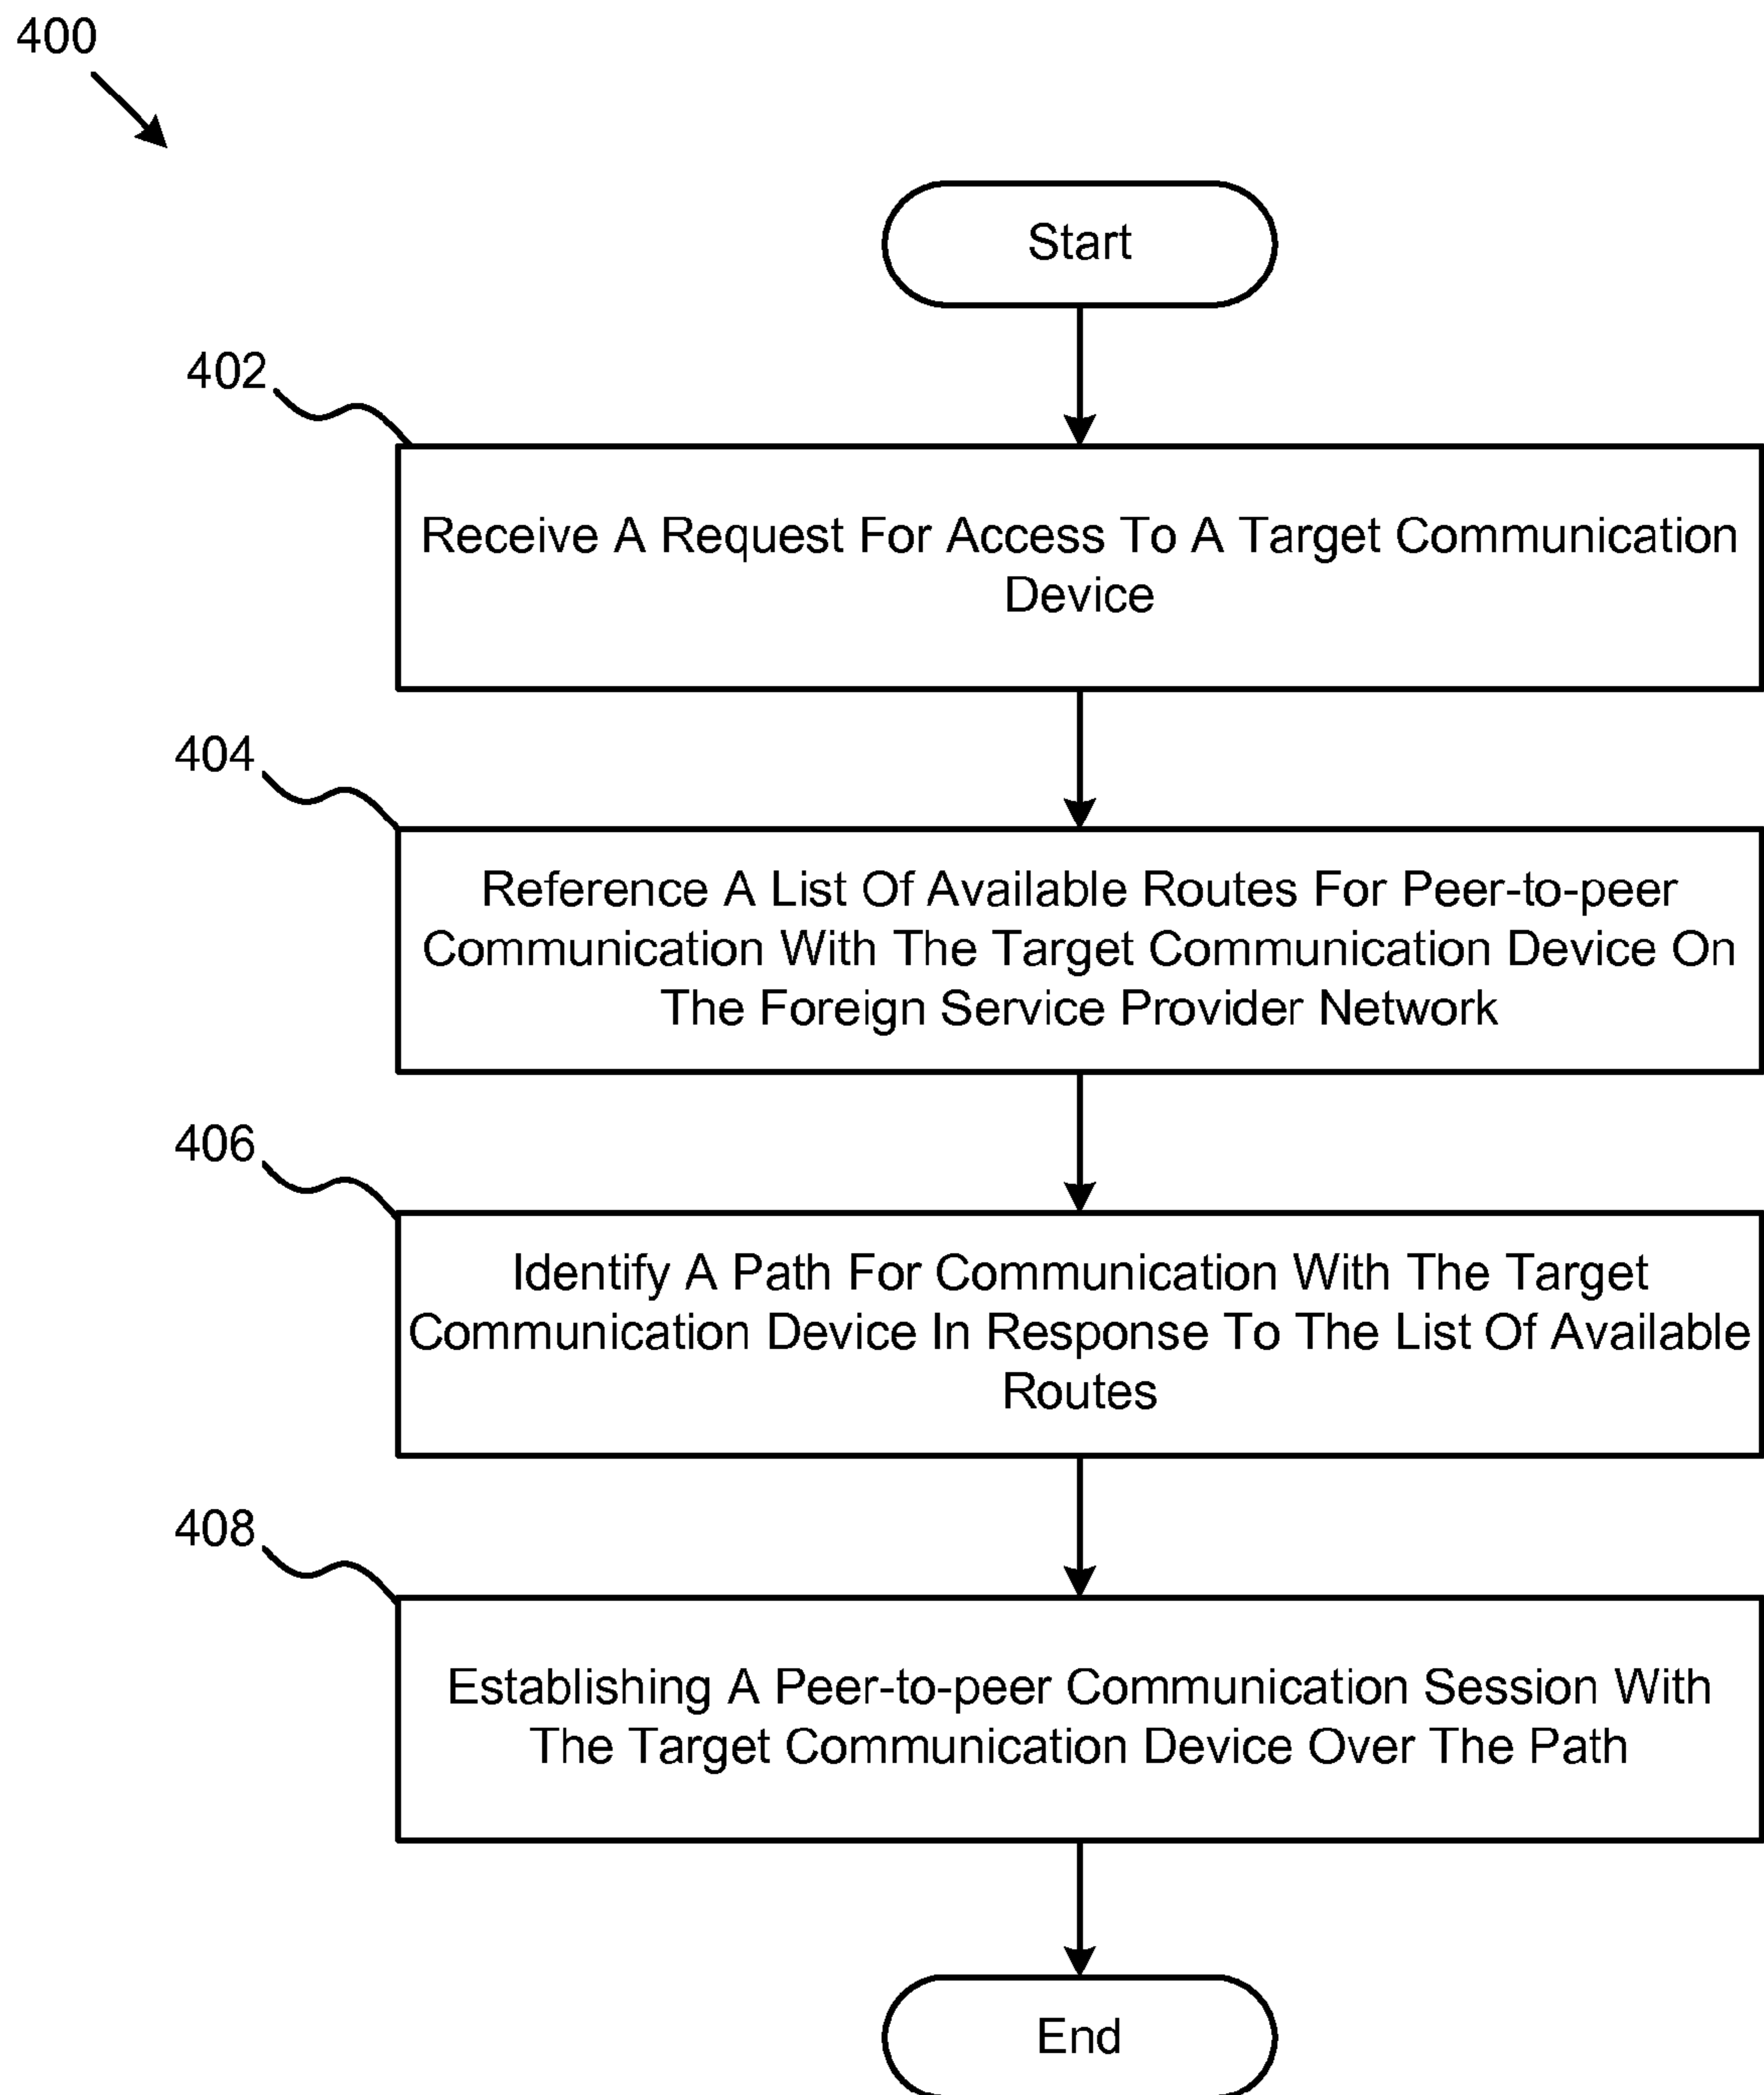 400
Start
402
Receive A Request For Access To A Target Communication
Device
404
Reference A List Of Available Routes For Peer-to-peer
Communication With The Target Communication Device On
The Foreign Service Provider Network
406
Identify A Path For Communication With The Target
Communication Device In Response To The List Of Available
Routes
408
Establishing A Peer-to-peer Communication Session With
The Target Communication Device Over The Path
End